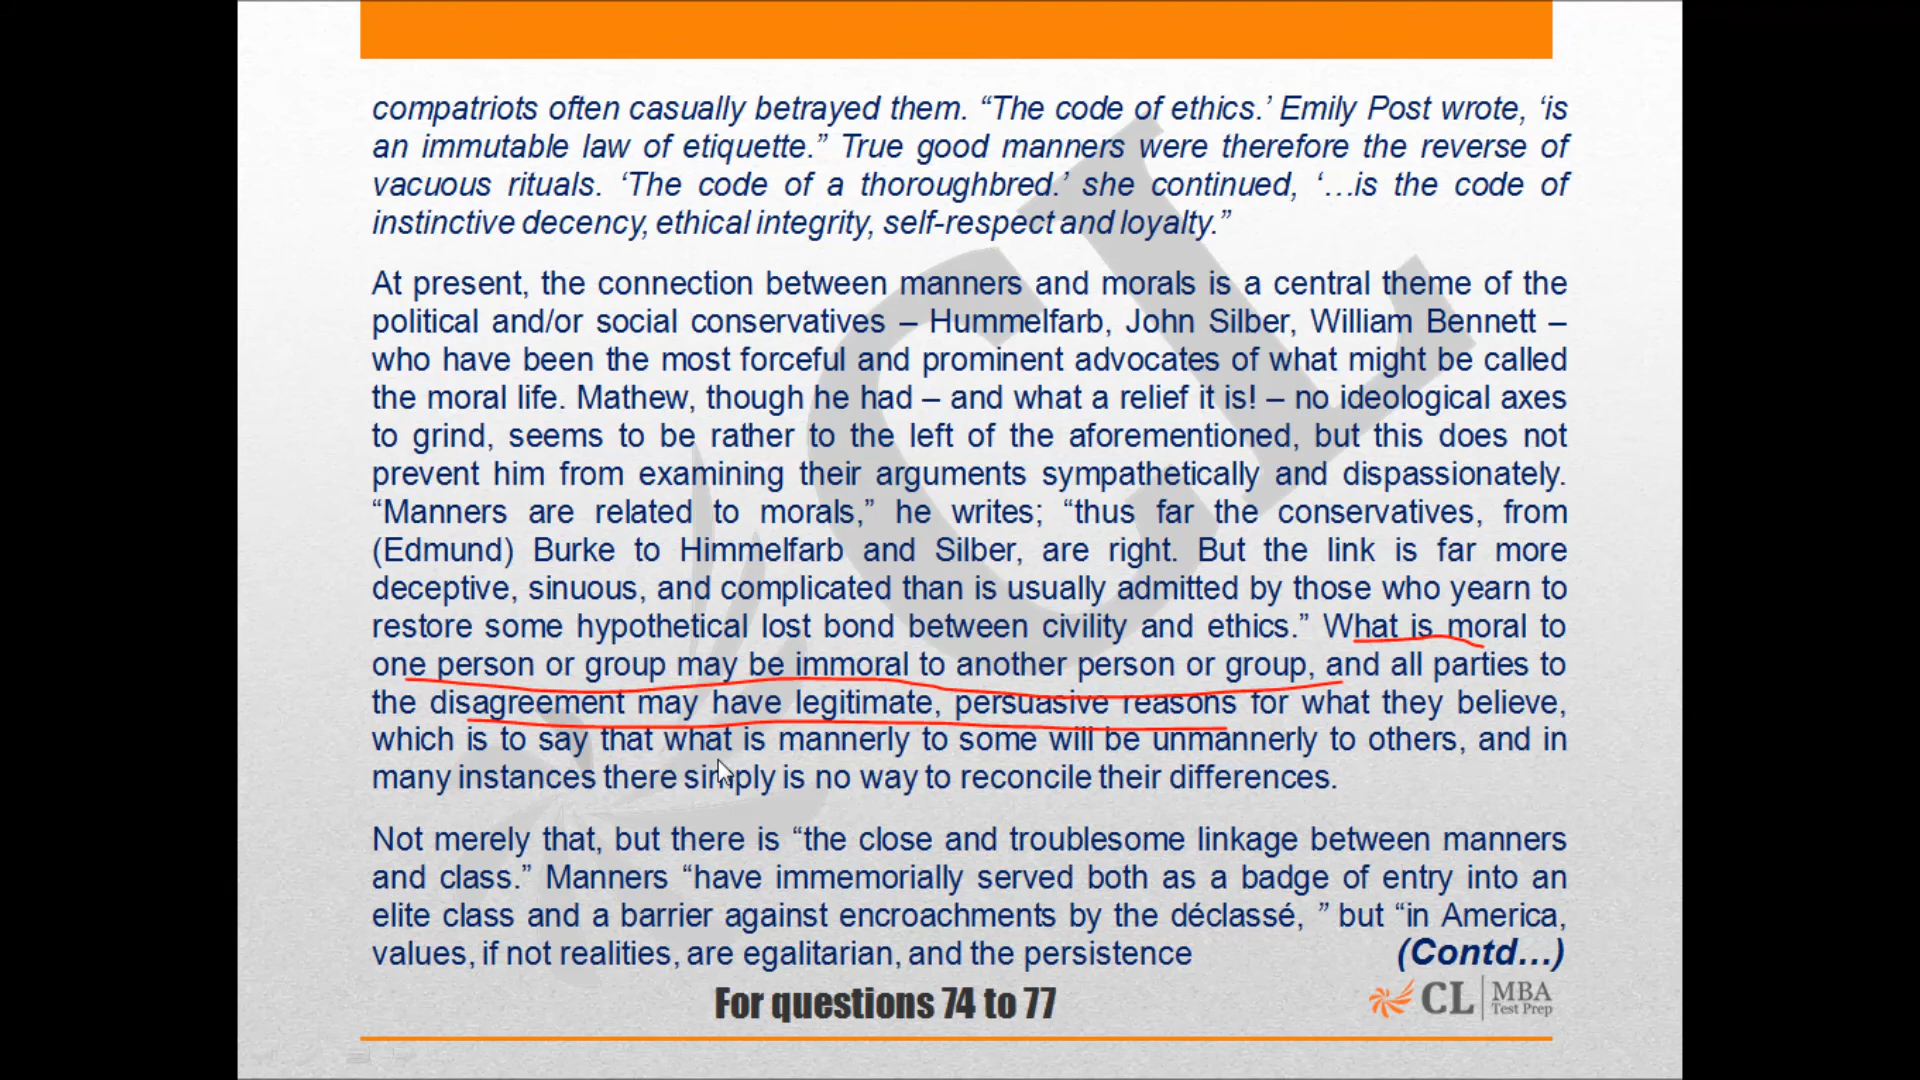 compatriots often casually betrayed them. “The code of ethics.’ Emily Post wrote, ‘is
an immutable law of etiquette.” True good manners were therefore the reverse of
vacuous rituals. ‘The code of a thoroughbred.’ she continued, ‘…is the code of
instinctive decency, ethical integrity, self-respect and loyalty.”
At present, the connection between manners and morals is a central theme of the
political and/or social conservatives – Hummelfarb, John Silber, William Bennett –
who have been the most forceful and prominent advocates of what might be called
the moral life. Mathew, though he had – and what a relief it is! – no ideological axes
to grind, seems to be rather to the left of the aforementioned, but this does not
prevent him from examining their arguments sympathetically and dispassionately.
“Manners are related to morals,” he writes; “thus far the conservatives, from
(Edmund) Burke to Himmelfarb and Silber, are right. But the link is far more
deceptive, sinuous, and complicated than is usually admitted by those who yearn to
restore some hypothetical lost bond between civility and ethics.” What is moral to
one person or group may be immoral to another person or group, and all parties to
the disagreement may have legitimate, persuasive reasons for what they believe,
which is to say that what is mannerly to some will be unmannerly to others, and in
many instances there simply is no way to reconcile their differences.
Not merely that, but there is “the close and troublesome linkage between manners
and class.” Manners “have immemorially served both as a badge of entry into an
elite class and a barrier against encroachments by the déclassé, ” but “in America,
values, if not realities, are egalitarian, and the persistence (Contd…)
For questions 74 to 77
CL MBA
Test Prep
CL